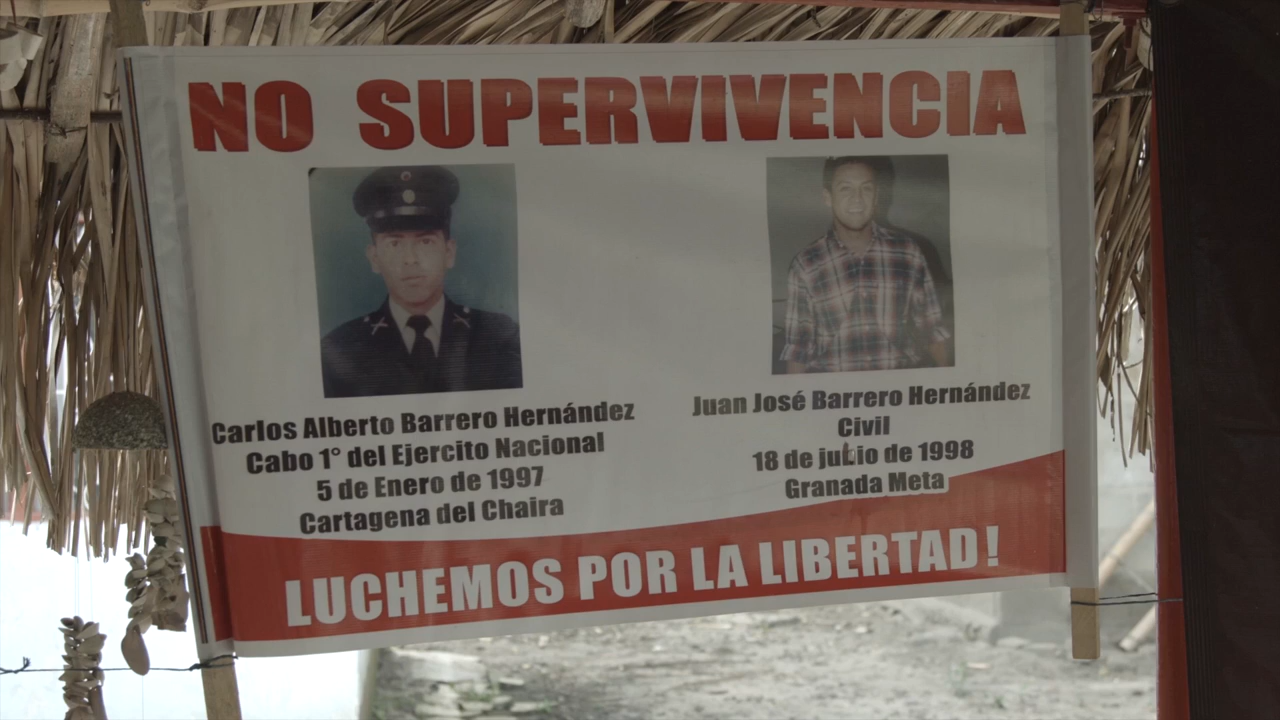 NO SUPERVIVENCIA
Carlos Alberto Barrero Hernández
Cabo 1° del Ejercito Nacional
5 de Enero de 1997
Cartagena del Chaira
Juan José Barrero Hernández
Civil
18 de juLio de 1998
Granada Meta
LUCHEMOS POR LA LIBERTAD!